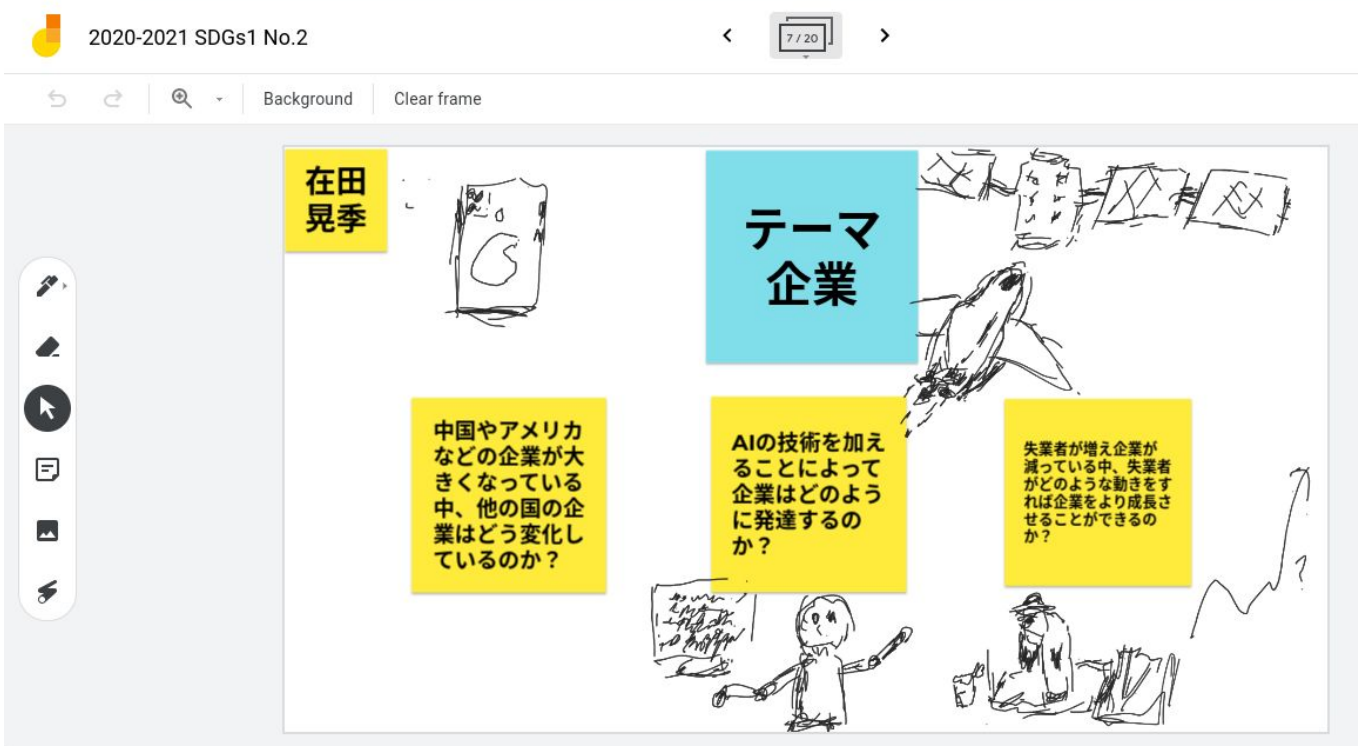 2020-2021 SDGs1 No.2
7 / 20
Background
Clear frame
在田
晃季
テーマ
企業
中国やアメリカ
などの企業が大
きくなっている
中、他の国の企
業はどう変化し
ているのか？
AIの技術を加え
ることによって
企業はどのよう
に発達するの
か？
失業者が増え企業が
減っている中、失業者
がどのような動きをす
れば企業をより成長さ
せることができるの
か？
?